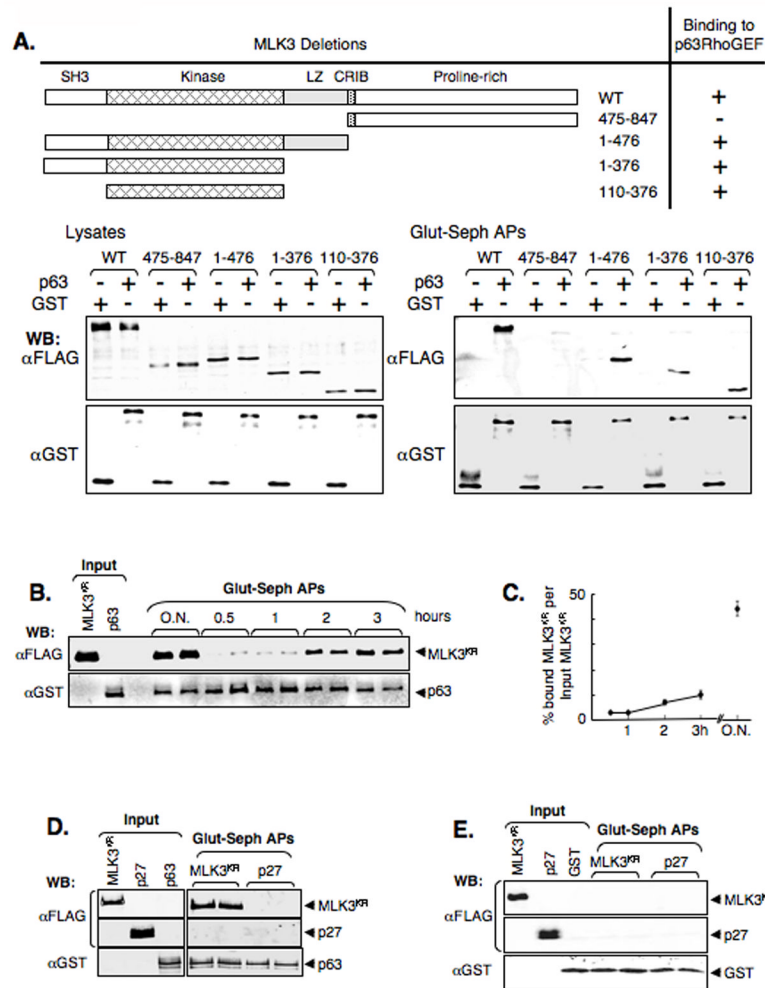 A.
MLK3 Deletions
Binding to
p63RhoGEF
SH3 Kinase LZ CRIB Proline-rich
WT +
475-847 -
1-476 +
1-376 +
110-376 +
Lysates
WT 475-847 1-476 1-376 110-376
p63 - + - + - + - + - +
GST + - + - + - + - + -
WB:
αFLAG
αGST
Glut-Seph APs
WT 475-847 1-476 1-376 110-376
p63 - + - + - + - + - +
GST + - + - + - + - + -
αFLAG
αGST
B.
Input
MLK3ᴷᴿ p63
Glut-Seph APs
O.N. 0.5 1 2 3 hours
WB:
αFLAG
MLK3ᴷᴿ
αGST
p63
C.
% bound MLK3ᴷᴿ per
Input MLK3ᴷᴿ
50
0
1 2 3h O.N.
D.
Input
MLK3ᴷᴿ p27 p63
Glut-Seph APs
MLK3ᴷᴿ p27
WB:
αFLAG
MLK3ᴷᴿ
p27
αGST
p63
E.
Input
MLK3ᴷᴿ p27 GST
Glut-Seph APs
MLK3ᴷᴿ p27
WB:
αFLAG
p27
αGST
GST